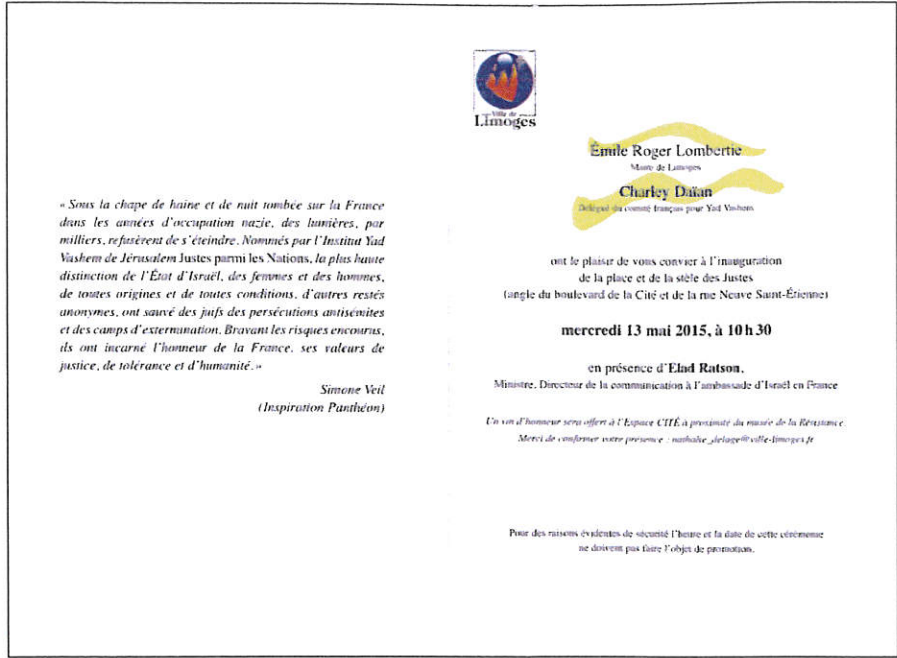 « Sous la chape de haine et de nuit tombée sur la France
dans les années d'occupation nazie, des lumières, par
milliers, refusèrent de s'éteindre. Nommés par l'Institut Yad
Vashem de Jérusalem Justes parmi les Nations, la plus haute
distinction de l'État d'Israël, des femmes et des hommes,
de toutes origines et de toutes conditions, d'autres restés
anonymes, ont sauvé des juifs des persécutions antisémites
et des camps d'extermination. Bravant les risques encourus,
ils ont incarné l'honneur de la France, ses valeurs de
justice, de tolérance et d'humanité. »
Simone Veil
(Inspiration Panthéon)
Ville de
Limoges
Émile Roger Lombertie
Maire de Limoges
Charley Daïan
Délégué du comité français pour Yad Vashem
ont le plaisir de vous convier à l'inauguration
de la place et de la stèle des Justes
(angle du boulevard de la Cité et de la rue Neuve Saint-Étienne)
mercredi 13 mai 2015, à 10h30
en présence d'Elad Ratson,
Ministre, Directeur de la communication à l'ambassade d'Israël en France
Un vin d'honneur sera offert à l'Espace CITÉ à proximité du musée de la Résistance.
Merci de confirmer votre présence : nathalie_delage@ville-limoges.fr
Pour des raisons évidentes de sécurité l'heure et la date de cette cérémonie
ne doivent pas faire l'objet de promotion.